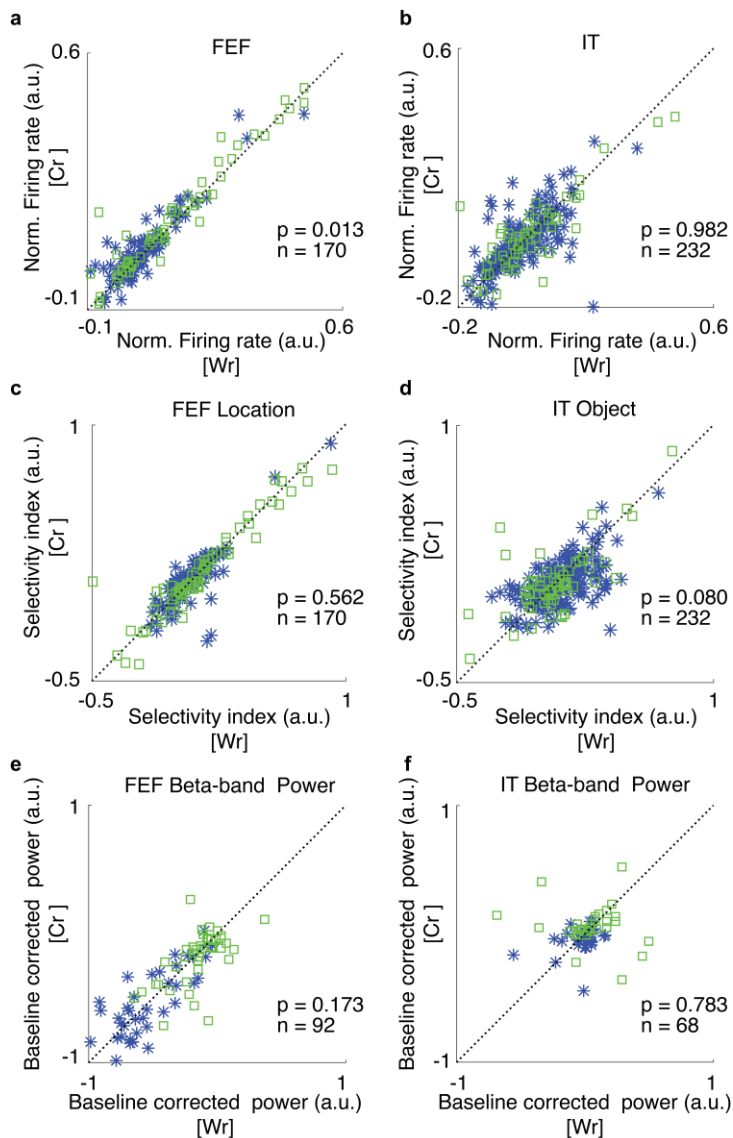 a
FEF
0.6
Norm. Firing rate (a.u.)
[Cr]
p = 0.013
n = 170
-0.1
-0.1
0.6
Norm. Firing rate (a.u.)
[Wr]
b
IT
0.6
Norm. Firing rate (a.u.)
[Cr]
p = 0.982
n = 232
-0.2
-0.2
0.6
Norm. Firing rate (a.u.)
[Wr]
c
FEF Location
1
Selectivity index (a.u.)
[Cr]
p = 0.562
n = 170
-0.5
-0.5
1
Selectivity index (a.u.)
[Wr]
d
IT Object
1
Selectivity index (a.u.)
[Cr]
p = 0.080
n = 232
-0.5
-0.5
1
Selectivity index (a.u.)
[Wr]
e
FEF Beta-band Power
1
Baseline corrected power (a.u.)
[Cr]
p = 0.173
n = 92
-1
-1
1
Baseline corrected power (a.u.)
[Wr]
f
IT Beta-band Power
1
Baseline corrected power (a.u.)
[Cr]
p = 0.783
n = 68
-1
-1
1
Baseline corrected power (a.u.)
[Wr]